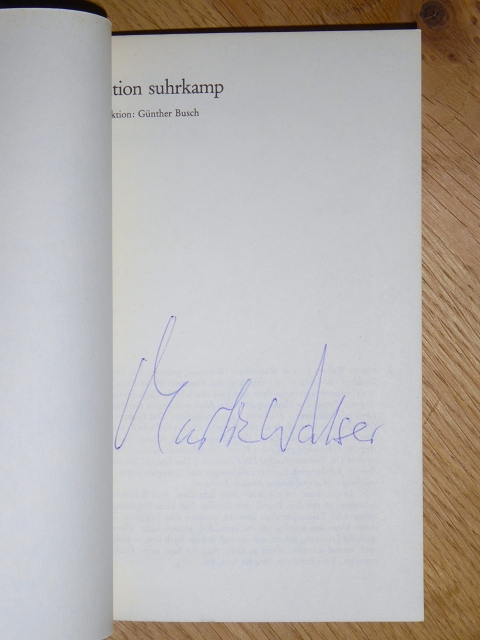 tion suhrkamp
ktion: Günther Busch
Martin Walser